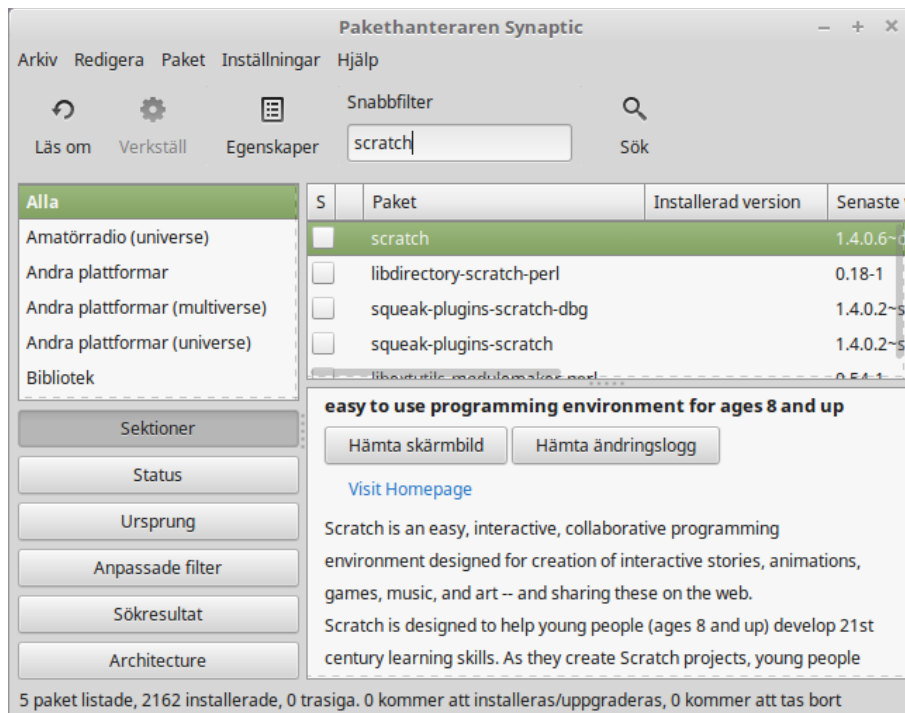 Pakethanteraren Synaptic
Arkiv Redigera Paket Inställningar Hjälp
Läs om
Verkställ
Egenskaper
Snabbfilter
scratch
Sök
Alla
Amatörradio (universe)
Andra plattformar
Andra plattformar (multiverse)
Andra plattformar (universe)
Bibliotek
Sektioner
Status
Ursprung
Anpassade filter
Sökresultat
Architecture
S Paket Installerad version Senaste
scratch 1.4.0.6~d
libdirectory-scratch-perl 0.18-1
squeak-plugins-scratch-dbg 1.4.0.2~s
squeak-plugins-scratch 1.4.0.2~s
libextutils-modulemaker-perl 0.54-1
easy to use programming environment for ages 8 and up
Hämta skärmbild
Hämta ändringslogg
Visit Homepage
Scratch is an easy, interactive, collaborative programming
environment designed for creation of interactive stories, animations,
games, music, and art -- and sharing these on the web.
Scratch is designed to help young people (ages 8 and up) develop 21st
century learning skills. As they create Scratch projects, young people
5 paket listade, 2162 installerade, 0 trasiga. 0 kommer att installeras/uppgraderas, 0 kommer att tas bort